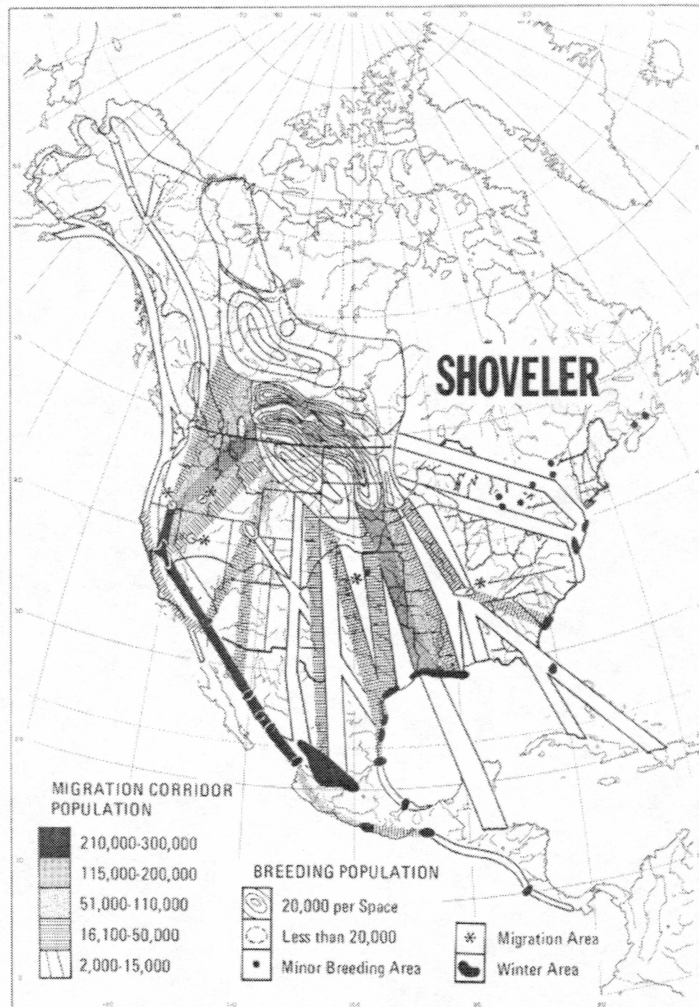 SHOVELER
MIGRATION CORRIDOR
POPULATION
210,000-300,000
115,000-200,000
51,000-110,000
16,100-50,000
2,000-15,000
BREEDING POPULATION
20,000 per Space
Less than 20,000
Minor Breeding Area
Migration Area
Winter Area